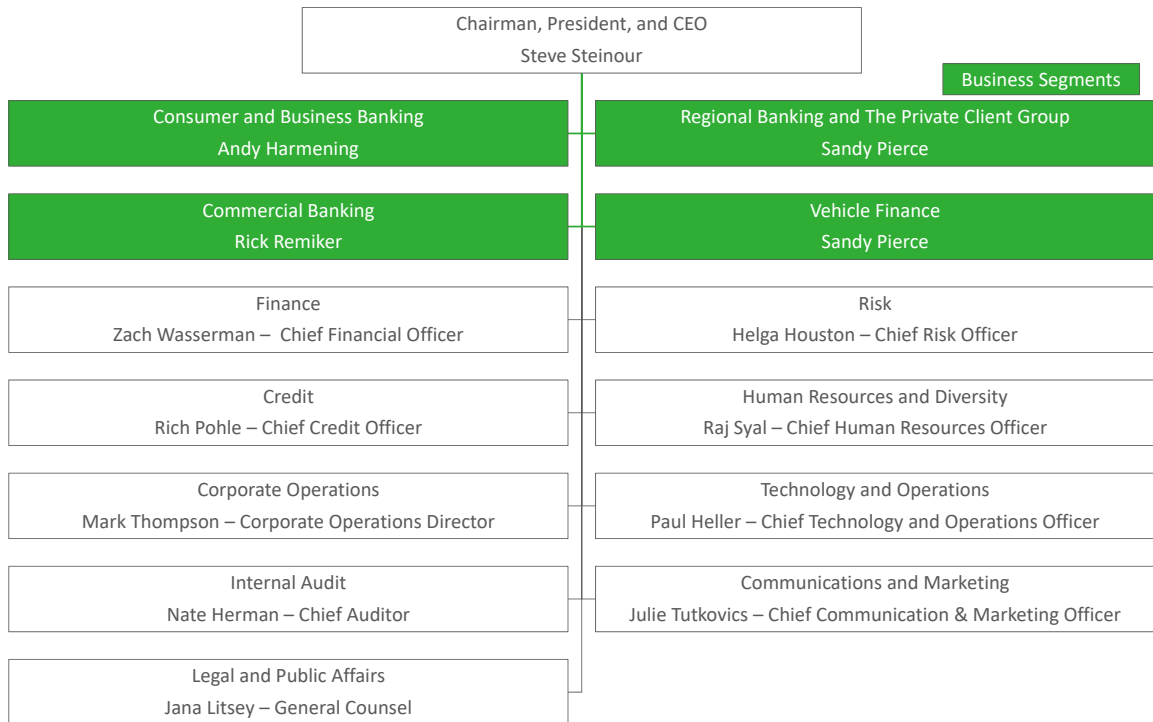 Chairman, President, and CEO
Steve Steinour
Business Segments
Consumer and Business Banking
Andy Harmening
Regional Banking and The Private Client Group
Sandy Pierce
Commercial Banking
Rick Remiker
Vehicle Finance
Sandy Pierce
Finance
Zach Wasserman –  Chief Financial Officer
Risk
Helga Houston – Chief Risk Officer
Credit
Rich Pohle – Chief Credit Officer
Human Resources and Diversity
Raj Syal – Chief Human Resources Officer
Corporate Operations
Mark Thompson – Corporate Operations Director
Technology and Operations
Paul Heller – Chief Technology and Operations Officer
Internal Audit
Nate Herman – Chief Auditor
Communications and Marketing
Julie Tutkovics – Chief Communication & Marketing Officer
Legal and Public Affairs
Jana Litsey – General Counsel